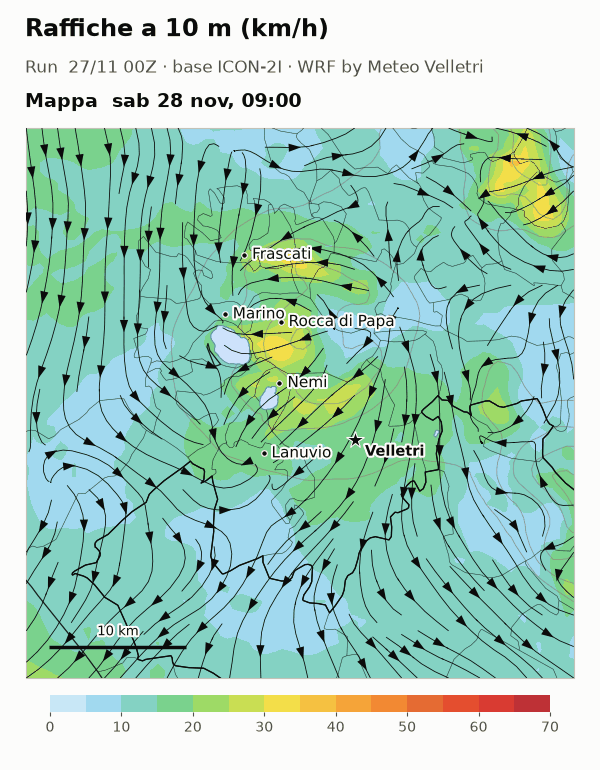 Raffiche a 10 m (km/h)
Run  27/11 00Z · base ICON-2I · WRF by Meteo Velletri
Mappa  sab 28 nov, 09:00
Frascati
Marino
Rocca di Papa
Nemi
Velletri
Lanuvio
10 km
0 10 20 30 40 50 60 70